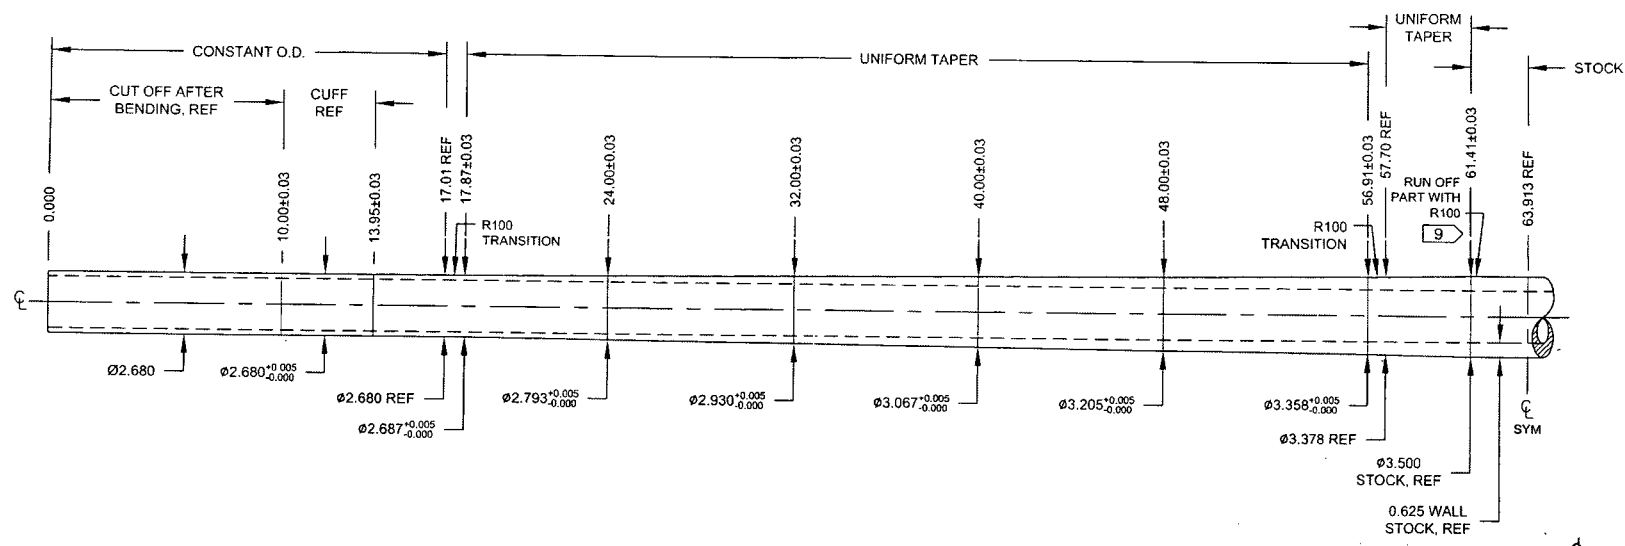 UNIFORM
TAPER
CONSTANT O.D.
UNIFORM TAPER
STOCK
CUT OFF AFTER
BENDING, REF
CUFF
REF
0.000
10.00±0.03
13.95±0.03
17.01 REF
17.87±0.03
24.00±0.03
32.00±0.03
40.00±0.03
48.00±0.03
56.91±0.03
57.70 REF
61.41±0.03
63.913 REF
R100
TRANSITION
R100
TRANSITION
RUN OFF
PART WITH
R100
9
℄
Ø2.680
Ø2.680+0.005-0.000
Ø2.680 REF
Ø2.687+0.005-0.000
Ø2.793+0.005-0.000
Ø2.930+0.005-0.000
Ø3.067+0.005-0.000
Ø3.205+0.005-0.000
Ø3.358+0.005-0.000
Ø3.378 REF
Ø3.500
STOCK, REF
0.625 WALL
STOCK, REF
℄
SYM